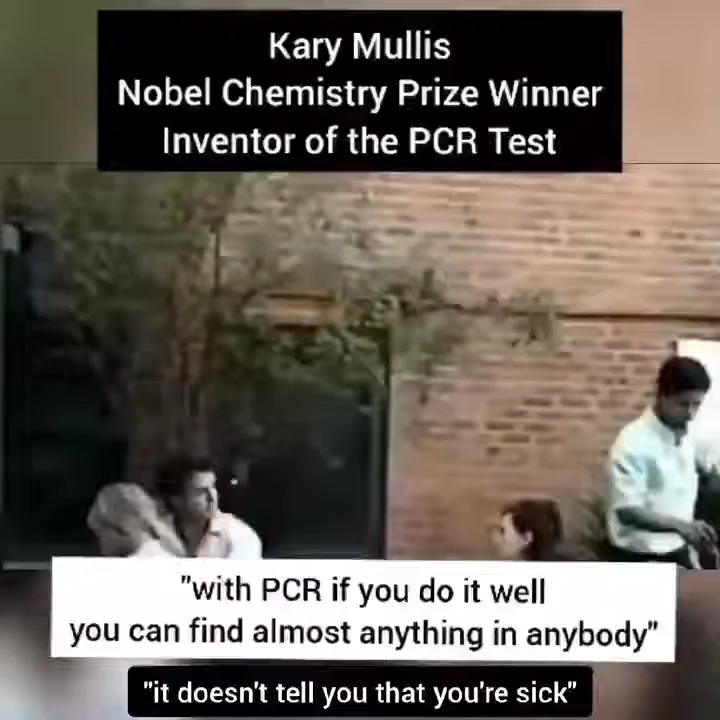 Kary Mullis
Nobel Chemistry Prize Winner
Inventor of the PCR Test
"with PCR if you do it well
you can find almost anything in anybody"
"it doesn't tell you that you're sick"